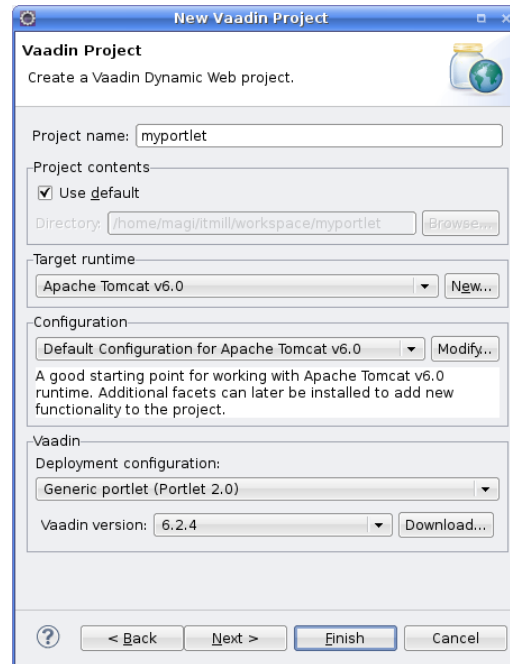 New Vaadin Project
Vaadin Project
Create a Vaadin Dynamic Web project.
Project name: myportlet
Project contents
Use default
Directory: /home/magi/itmill/workspace/myportlet Browse...
Target runtime
Apache Tomcat v6.0 New...
Configuration
Default Configuration for Apache Tomcat v6.0 Modify...
A good starting point for working with Apache Tomcat v6.0
runtime. Additional facets can later be installed to add new
functionality to the project.
Vaadin
Deployment configuration:
Generic portlet (Portlet 2.0)
Vaadin version: 6.2.4 Download...
? < Back Next > Finish Cancel